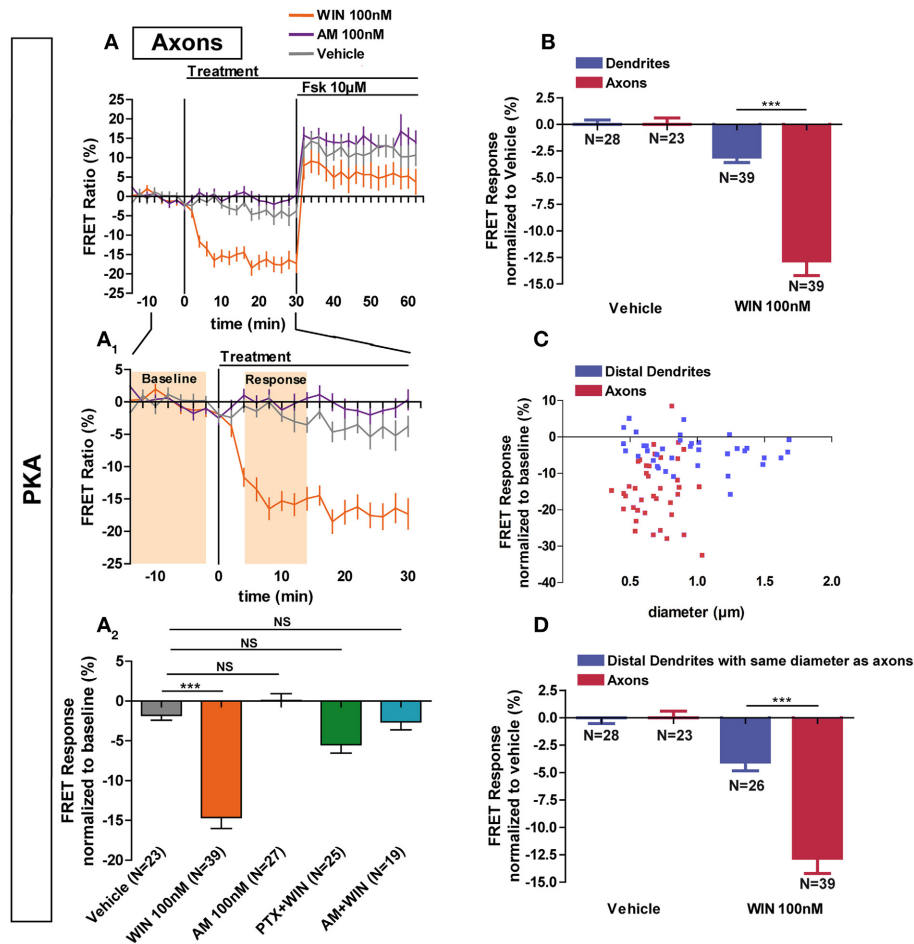 PKA
A
Axons
WIN 100nM
AM 100nM
Vehicle
Treatment
Fsk 10µM
FRET Ratio (%)
25
20
15
10
5
0
-5
-10
-15
-20
-25
-10 0 10 20 30 40 50 60
time (min)
A1
Treatment
Baseline
Response
FRET Ratio (%)
5
0
-5
-10
-15
-20
-25
-10 0 10 20 30
time (min)
A2
NS
NS
NS
***
FRET Response
normalized to baseline (%)
5
0
-5
-10
-15
-20
Vehicle (N=23)
WIN 100nM (N=39)
AM 100nM (N=27)
PTX+WIN (N=25)
AM+WIN (N=19)
B
Dendrites
Axons
FRET Response
normalized to Vehicle (%)
2.5
0.0
-2.5
-5.0
-7.5
-10.0
-12.5
-15.0
***
N=28
N=23
N=39
N=39
Vehicle
WIN 100nM
C
Distal Dendrites
Axons
FRET Response
normalized to baseline (%)
10
0
-10
-20
-30
-40
0.5 1.0 1.5 2.0
diameter (µm)
D
Distal Dendrites with same diameter as axons
Axons
FRET Response
normalized to vehicle (%)
2.5
0.0
-2.5
-5.0
-7.5
-10.0
-12.5
-15.0
***
N=28
N=23
N=26
N=39
Vehicle
WIN 100nM